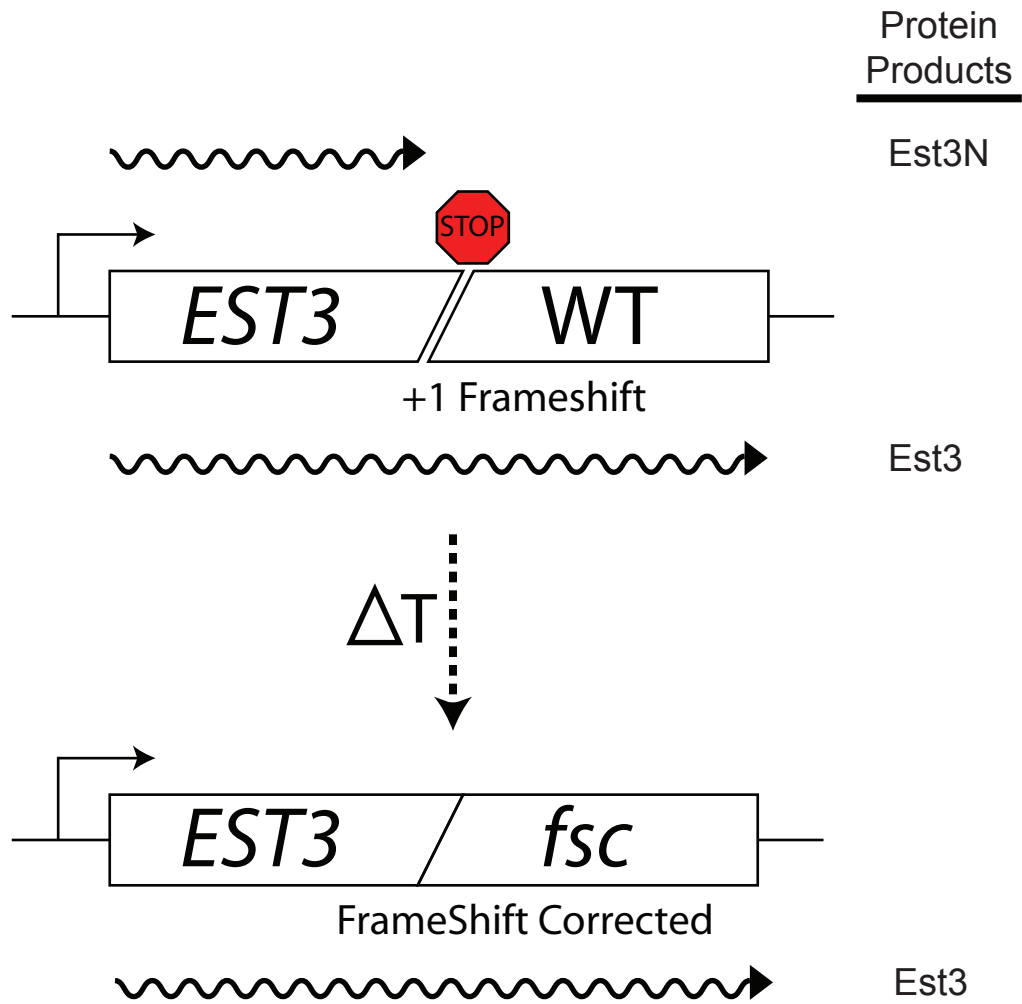 Protein
Products
Est3N
STOP
EST3
WT
+1 Frameshift
Est3
ΔT
EST3
fsc
FrameShift Corrected
Est3